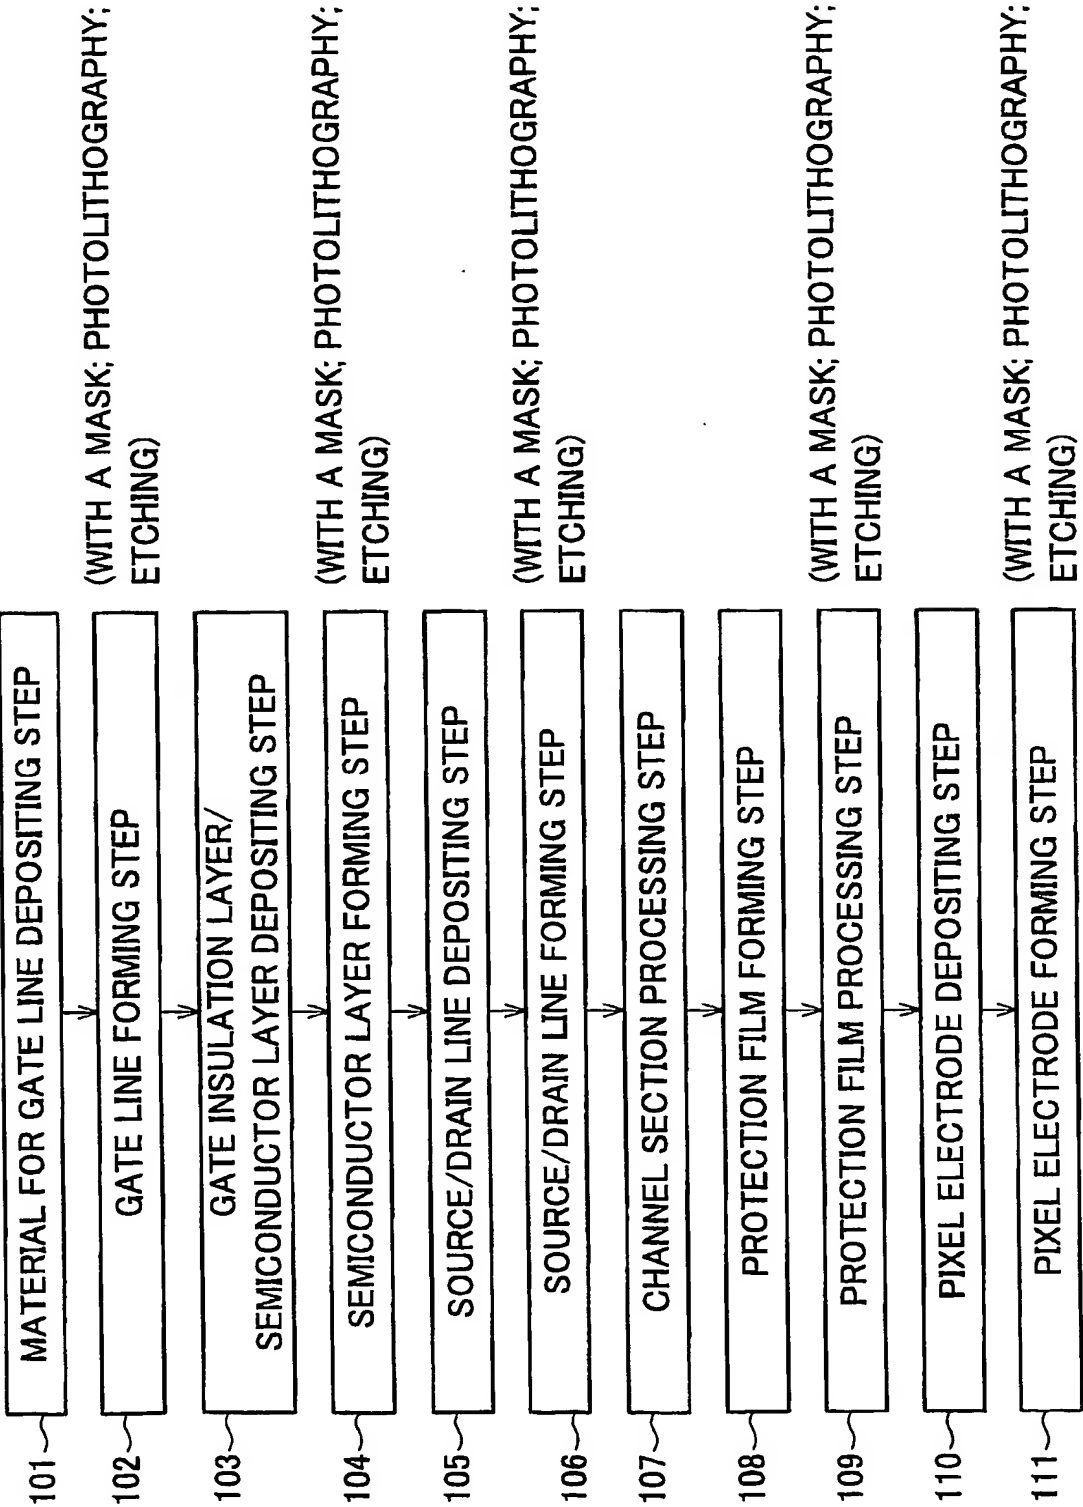 101 MATERIAL FOR GATE LINE DEPOSITING STEP
102 GATE LINE FORMING STEP (WITH A MASK; PHOTOLITHOGRAPHY;
ETCHING)
103 GATE INSULATION LAYER/
SEMICONDUCTOR LAYER DEPOSITING STEP
104 SEMICONDUCTOR LAYER FORMING STEP (WITH A MASK; PHOTOLITHOGRAPHY;
ETCHING)
105 SOURCE/DRAIN LINE DEPOSITING STEP
106 SOURCE/DRAIN LINE FORMING STEP (WITH A MASK; PHOTOLITHOGRAPHY;
ETCHING)
107 CHANNEL SECTION PROCESSING STEP
108 PROTECTION FILM FORMING STEP
109 PROTECTION FILM PROCESSING STEP (WITH A MASK; PHOTOLITHOGRAPHY;
ETCHING)
110 PIXEL ELECTRODE DEPOSITING STEP
111 PIXEL ELECTRODE FORMING STEP (WITH A MASK; PHOTOLITHOGRAPHY;
ETCHING)